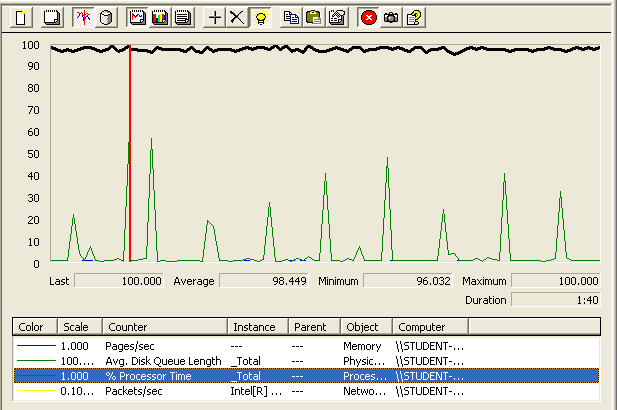 100
90
80
70
60
50
40
30
20
10
0
Last 100.000 Average 98.449 Minimum 96.032 Maximum 100.000
Duration 1:40
Color Scale Counter Instance Parent Object Computer
1.000 Pages/sec --- --- Memory \\STUDENT-...
100.... Avg. Disk Queue Length _Total --- Physic... \\STUDENT-...
1.000 % Processor Time _Total --- Proces... \\STUDENT-...
0.10... Packets/sec Intel[R] ... --- Netwo... \\STUDENT-...